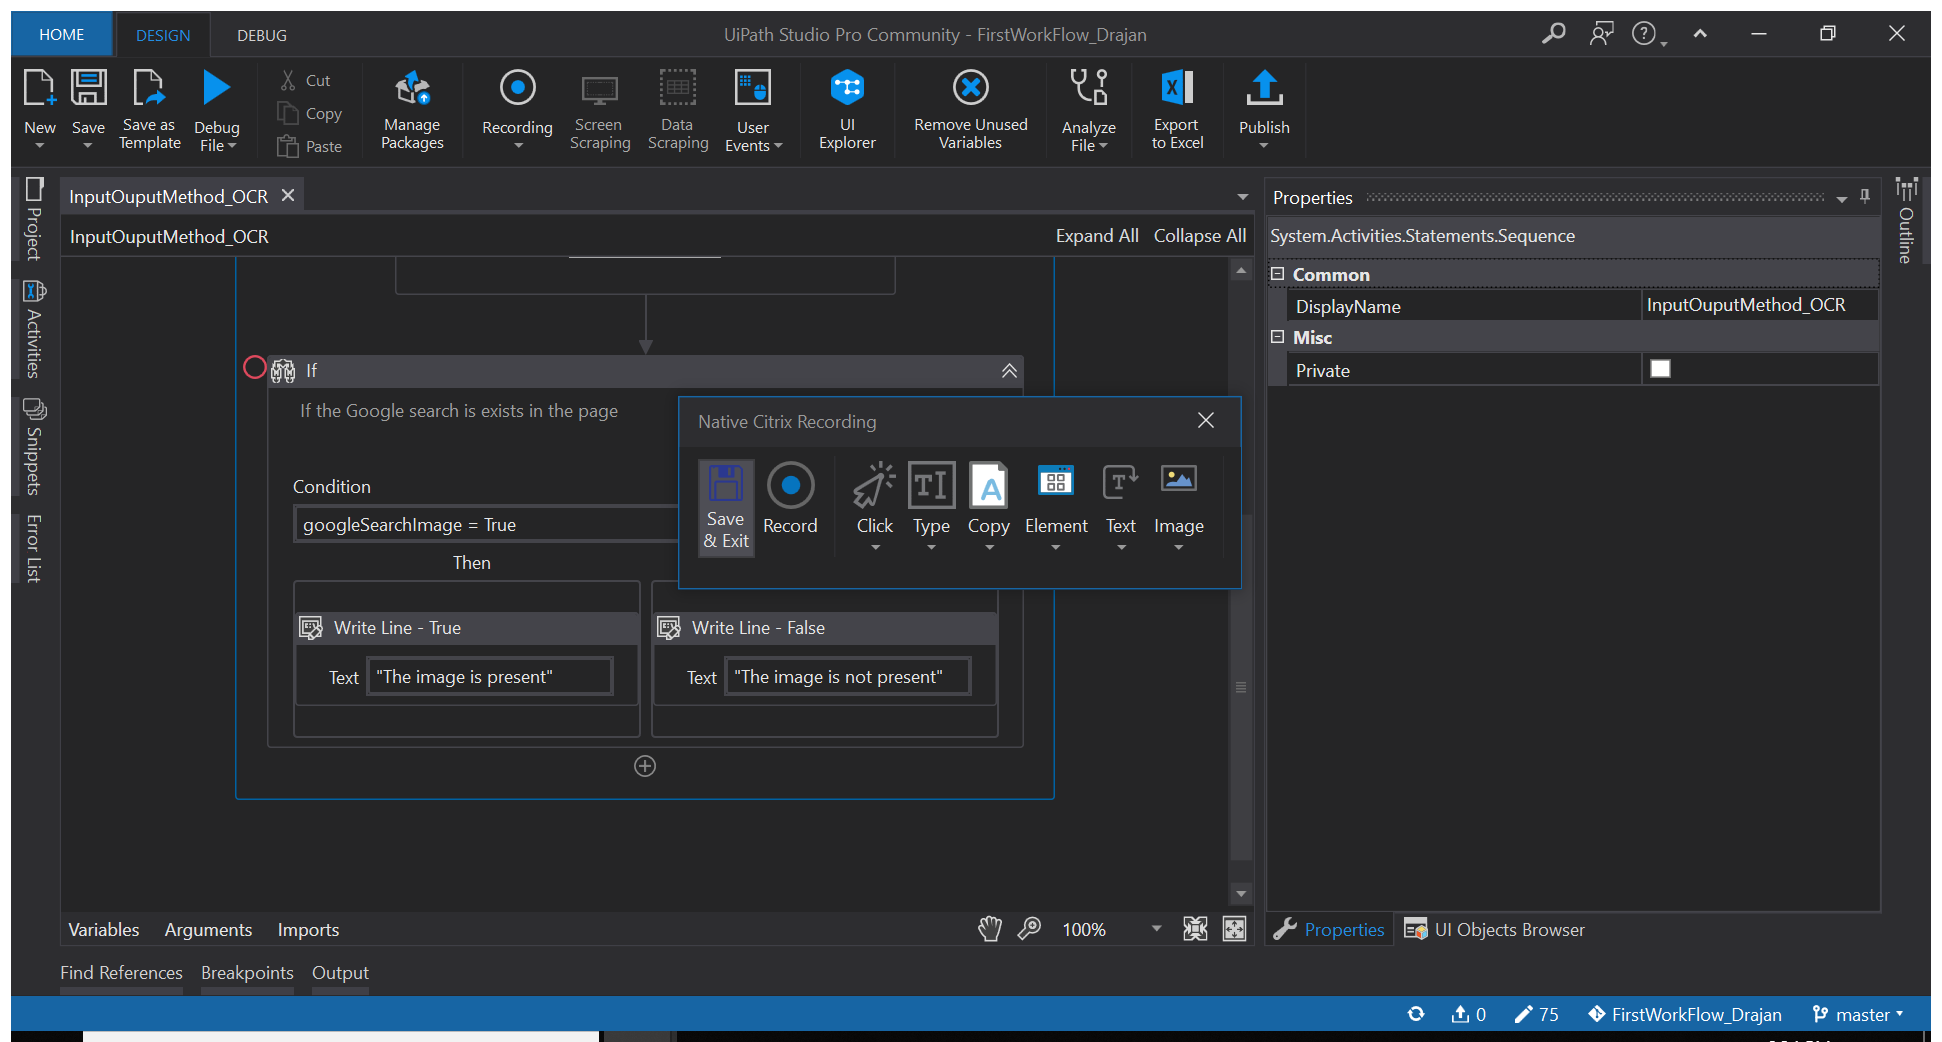 HOME DESIGN DEBUG UiPath Studio Pro Community - FirstWorkFlow_Drajan
New Save Save as Template Debug File Cut Copy Paste Manage Packages Recording Screen Scraping Data Scraping User Events UI Explorer Remove Unused Variables Analyze File Export to Excel Publish
Project
Activities
Snippets
Error List
InputOuputMethod_OCR
InputOuputMethod_OCR Expand All Collapse All
If
If the Google search is exists in the page
Condition
googleSearchImage = True
Then
Write Line - True
Text "The image is present"
Write Line - False
Text "The image is not present"
Native Citrix Recording
Save & Exit Record Click Type Copy Element Text Image
Properties
System.Activities.Statements.Sequence
Common
DisplayName InputOuputMethod_OCR
Misc
Private
Outline
Variables Arguments Imports 100%
Properties UI Objects Browser
Find References Breakpoints Output
0 75 FirstWorkFlow_Drajan master